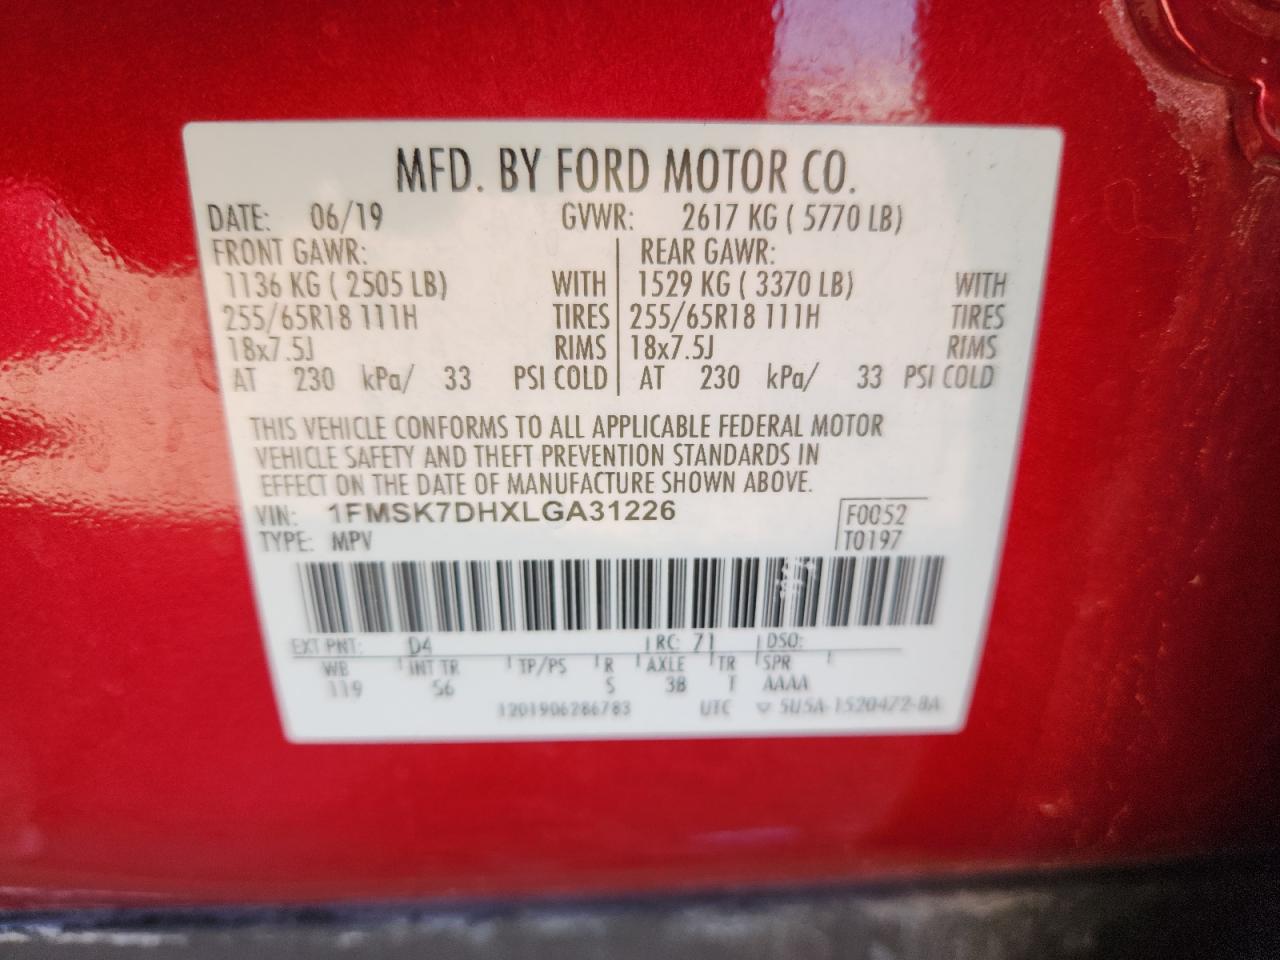 MFD. BY FORD MOTOR CO.
DATE: 06/19 GVWR: 2617 KG ( 5770 LB)
FRONT GAWR: REAR GAWR:
1136 KG ( 2505 LB) WITH 1529 KG ( 3370 LB) WITH
255/65R18 111H TIRES 255/65R18 111H TIRES
18x7.5J RIMS 18x7.5J RIMS
AT 230 kPa/ 33 PSI COLD AT 230 kPa/ 33 PSI COLD
THIS VEHICLE CONFORMS TO ALL APPLICABLE FEDERAL MOTOR
VEHICLE SAFETY AND THEFT PREVENTION STANDARDS IN
EFFECT ON THE DATE OF MANUFACTURE SHOWN ABOVE.
VIN: 1FMSK7DHXLGA31226 F0052
TYPE: MPV T0197
EXT PNT: D4 RC: 71 DSO:
WB INT TR TP/PS R AXLE TR SPR
119 S6 5 38 T AAAA
1201906286783 UTC ▽ 5U5A-1520472-BA